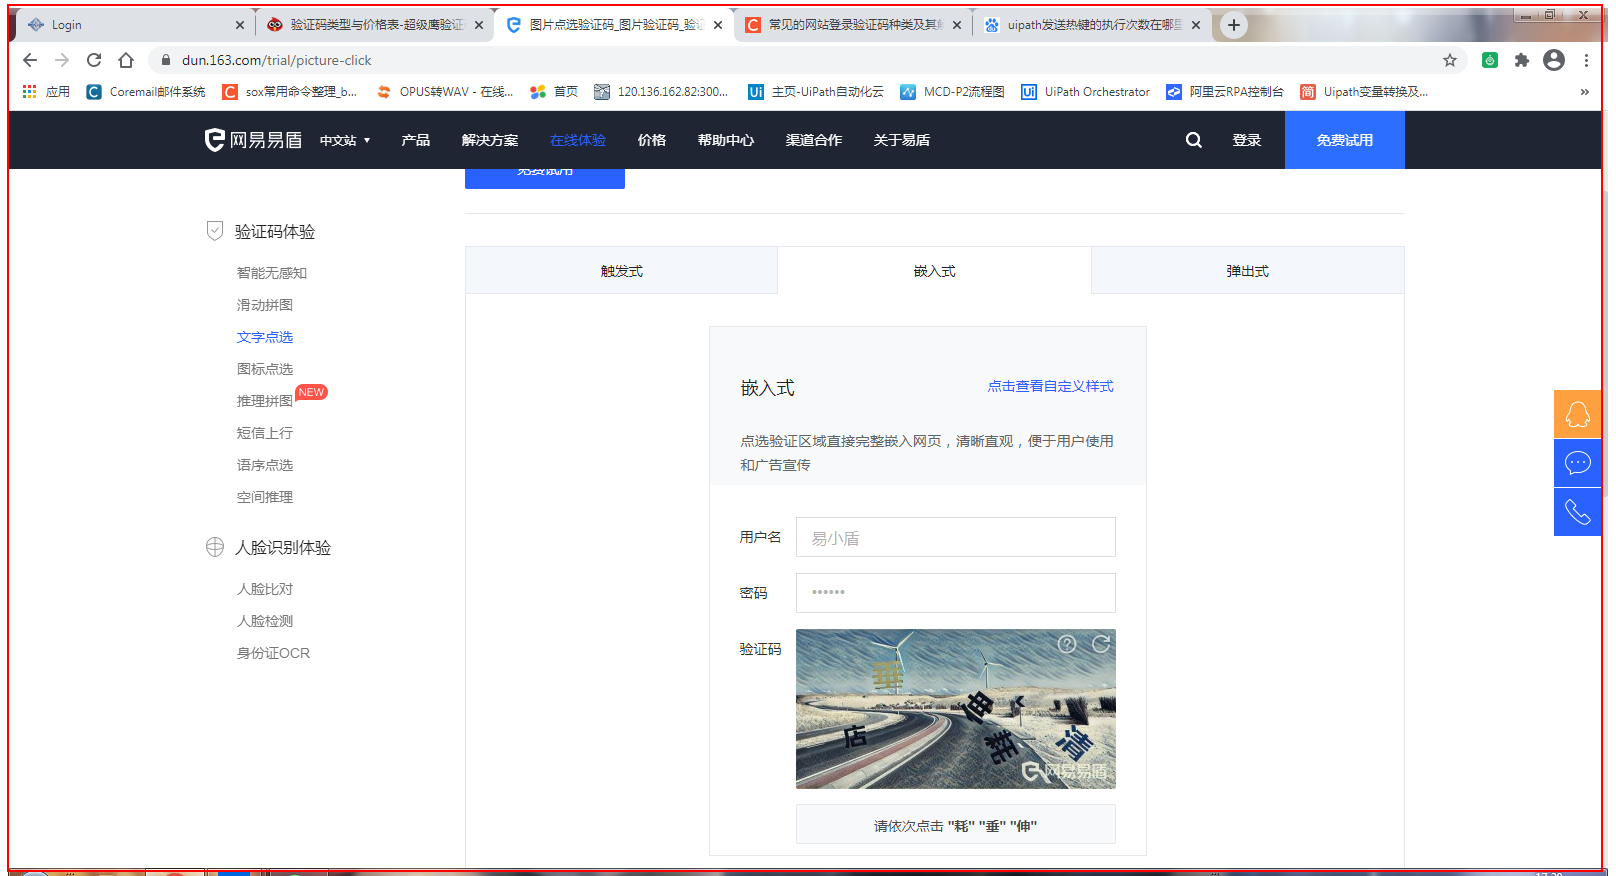 Login
验证码类型与价格表-超级鹰验证
图片点选验证码_图片验证码_验证
常见的网站登录验证码种类及其解
uipath发送热键的执行次数在哪里
dun.163.com/trial/picture-click
应用
Coremail邮件系统
sox常用命令整理_b...
OPUS转WAV - 在线...
首页
120.136.162.82:300...
主页-UiPath自动化云
MCD-P2流程图
UiPath Orchestrator
阿里云RPA控制台
Uipath变量转换及...
»
网易易盾
中文站
产品
解决方案
在线体验
价格
帮助中心
渠道合作
关于易盾
登录
免费试用
免费试用
验证码体验
智能无感知
滑动拼图
文字点选
图标点选
推理拼图
NEW
短信上行
语序点选
空间推理
人脸识别体验
人脸比对
人脸检测
身份证OCR
触发式
嵌入式
弹出式
嵌入式
点击查看自定义样式
点选验证区域直接完整嵌入网页，清晰直观，便于用户使用
和广告宣传
用户名
易小盾
密码
••••••
验证码
垂
伸
店
耗
清
网易易盾
请依次点击 "耗" "垂" "伸"